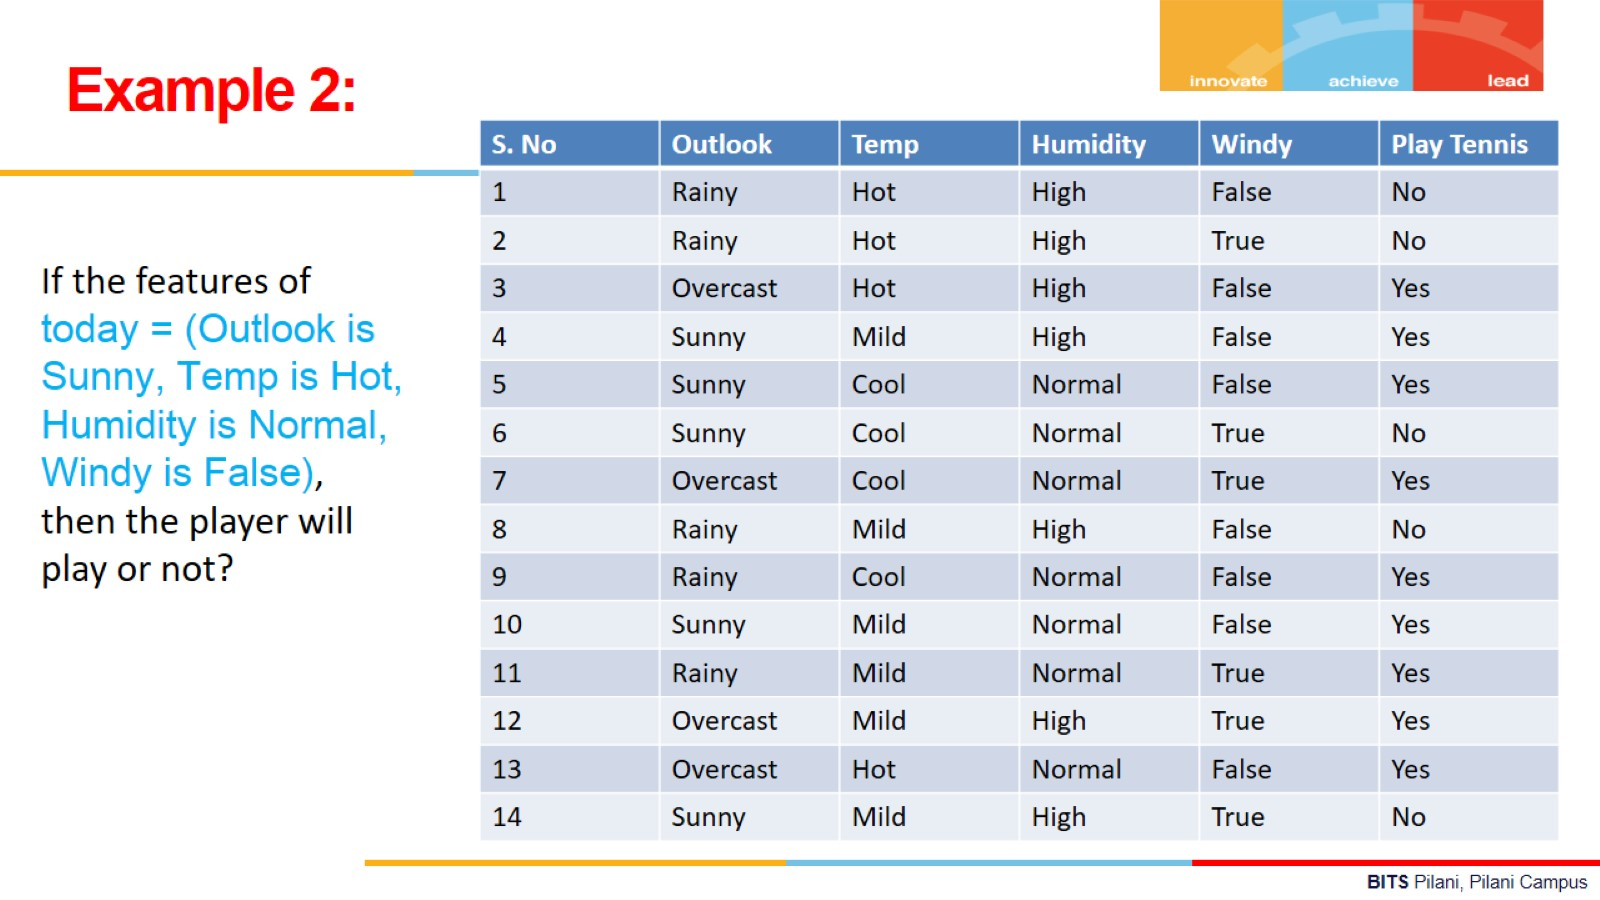 innovate achieve lead
Example 2:
If the features of
today = (Outlook is
Sunny, Temp is Hot,
Humidity is Normal,
Windy is False),
then the player will
play or not?
S. No Outlook Temp Humidity Windy Play Tennis
1 Rainy Hot High False No
2 Rainy Hot High True No
3 Overcast Hot High False Yes
4 Sunny Mild High False Yes
5 Sunny Cool Normal False Yes
6 Sunny Cool Normal True No
7 Overcast Cool Normal True Yes
8 Rainy Mild High False No
9 Rainy Cool Normal False Yes
10 Sunny Mild Normal False Yes
11 Rainy Mild Normal True Yes
12 Overcast Mild High True Yes
13 Overcast Hot Normal False Yes
14 Sunny Mild High True No
BITS Pilani, Pilani Campus